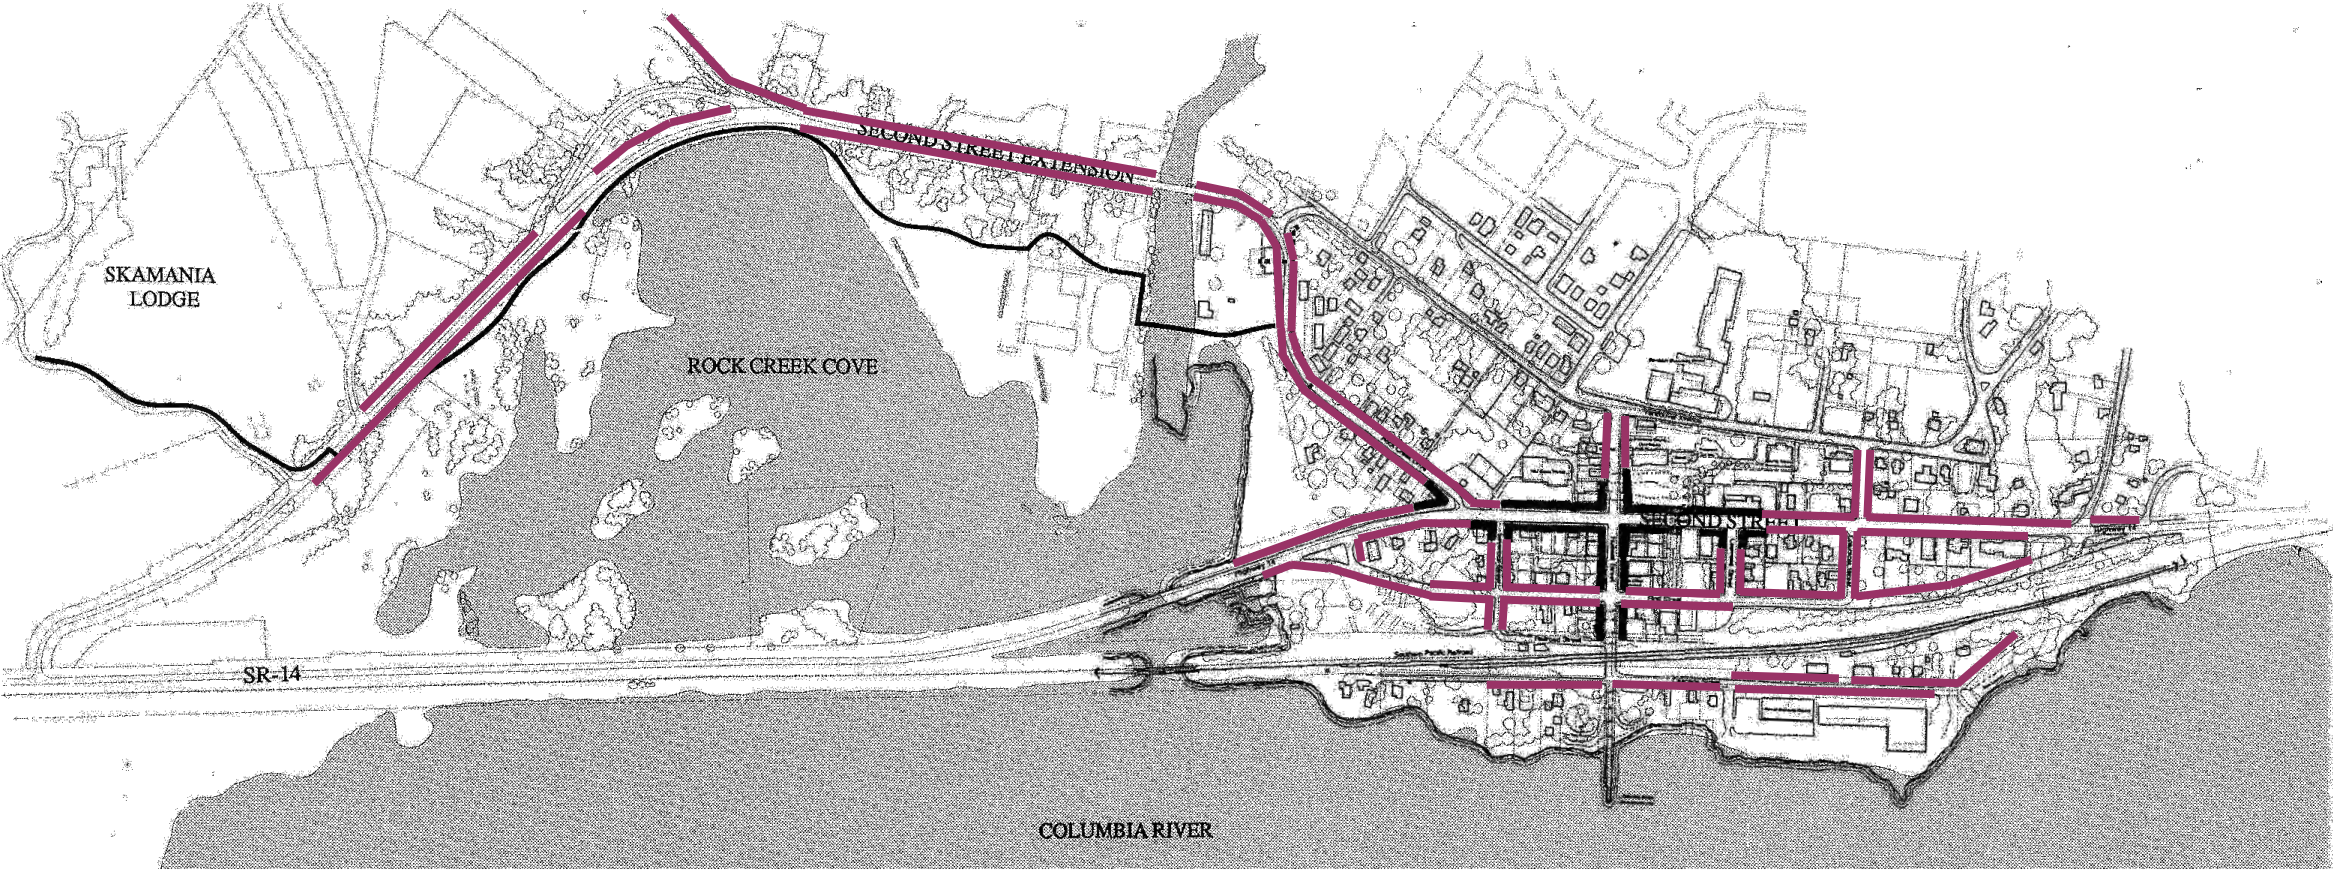 SECOND STREET EXTENSION
SKAMANIA
LODGE
ROCK CREEK COVE
SECOND STREET
SR-14
COLUMBIA RIVER